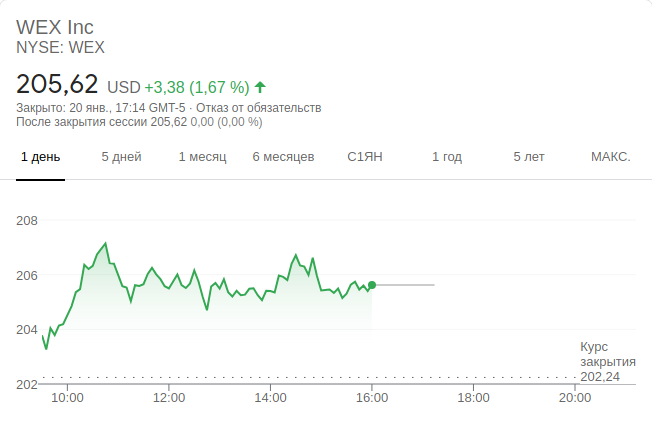 WEX Inc
NYSE: WEX
205,62 USD +3,38 (1,67 %)
Закрыто: 20 янв., 17:14 GMT-5 · Отказ от обязательств
После закрытия сессии 205,62 0,00 (0,00 %)
1 день 5 дней 1 месяц 6 месяцев С1ЯН 1 год 5 лет МАКС.
208
206
204
Курс
закрытия
202,24
202
10:00 12:00 14:00 16:00 18:00 20:00